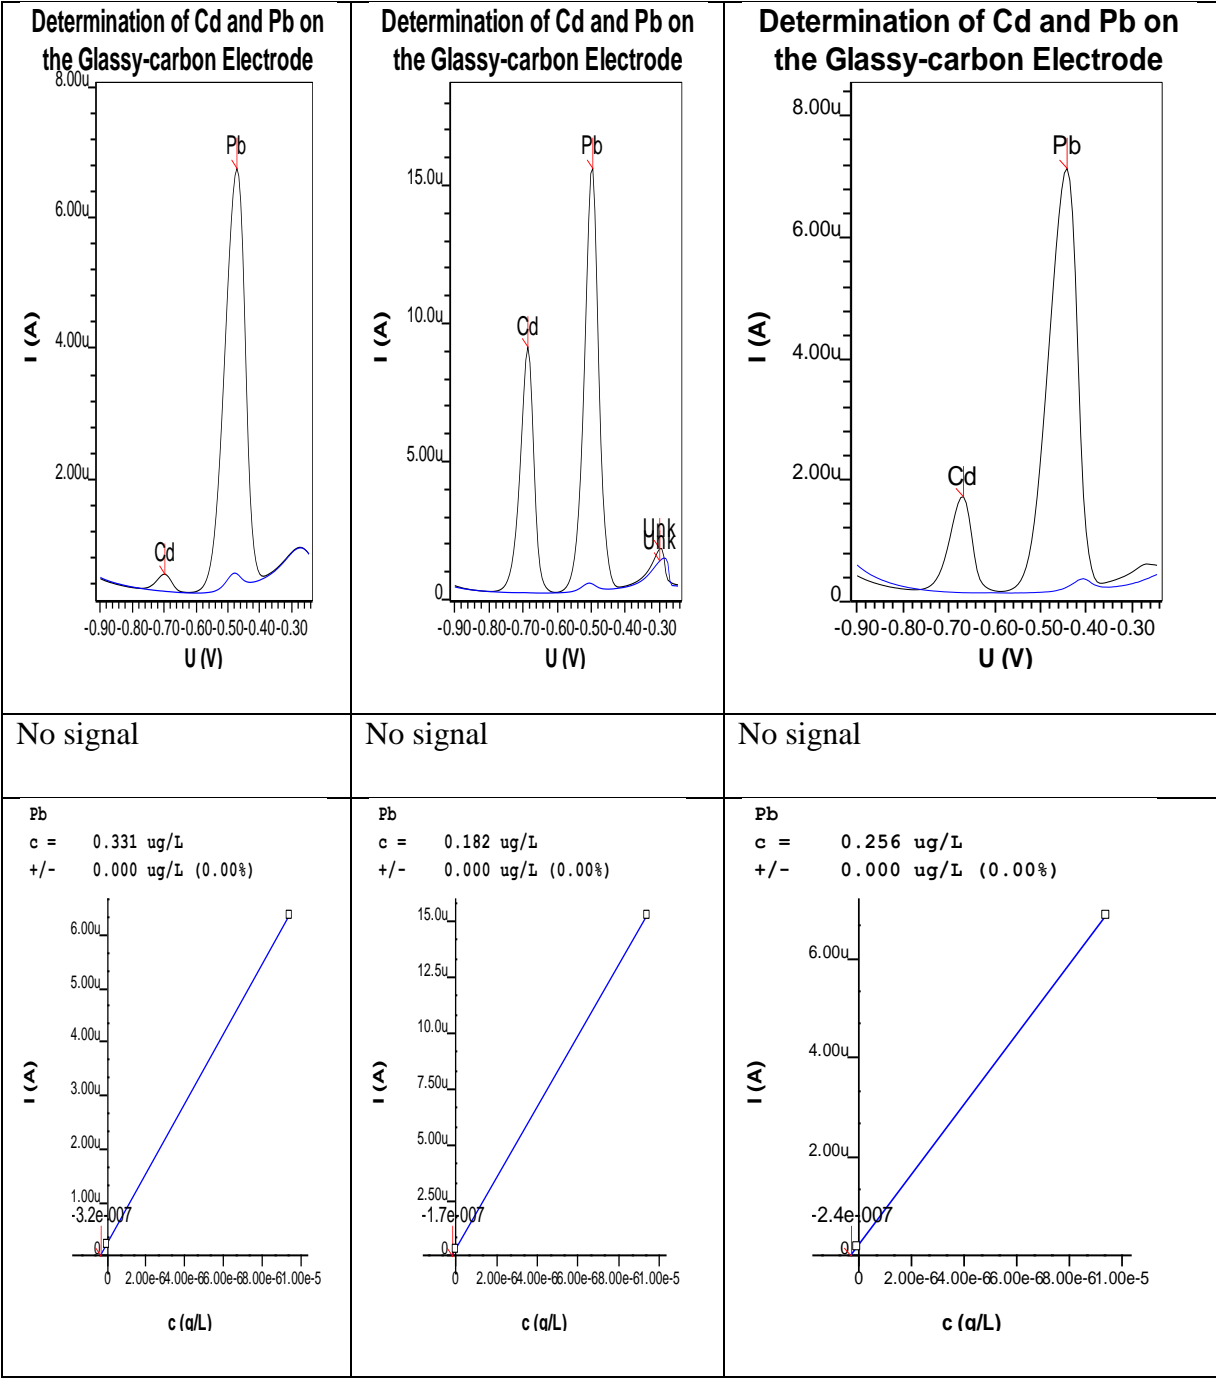 Determination of Cd and Pb on
the Glassy-carbon Electrode
8.00u
6.00u
4.00u
2.00u
I (A)
Pb
Cd
-0.90-0.80-0.70-0.60-0.50-0.40-0.30
U (V)
Determination of Cd and Pb on
the Glassy-carbon Electrode
15.0u
10.0u
5.00u
0
I (A)
Pb
Cd
Unk
Unk
-0.90-0.80-0.70-0.60-0.50-0.40-0.30
U (V)
Determination of Cd and Pb on
the Glassy-carbon Electrode
8.00u
6.00u
4.00u
2.00u
0
I (A)
Pb
Cd
-0.90-0.80-0.70-0.60-0.50-0.40-0.30
U (V)
No signal
No signal
No signal
Pb
c = 0.331 ug/L
+/- 0.000 ug/L (0.00%)
6.00u
5.00u
4.00u
3.00u
2.00u
1.00u
0
-3.2e-007
I (A)
0 2.00e-64.00e-66.00e-68.00e-61.00e-5
c (g/L)
Pb
c = 0.182 ug/L
+/- 0.000 ug/L (0.00%)
15.0u
12.5u
10.0u
7.50u
5.00u
2.50u
0
-1.7e-007
I (A)
0 2.00e-64.00e-66.00e-68.00e-61.00e-5
c (g/L)
Pb
c = 0.256 ug/L
+/- 0.000 ug/L (0.00%)
6.00u
4.00u
2.00u
0
-2.4e-007
I (A)
0 2.00e-64.00e-66.00e-68.00e-61.00e-5
c (g/L)